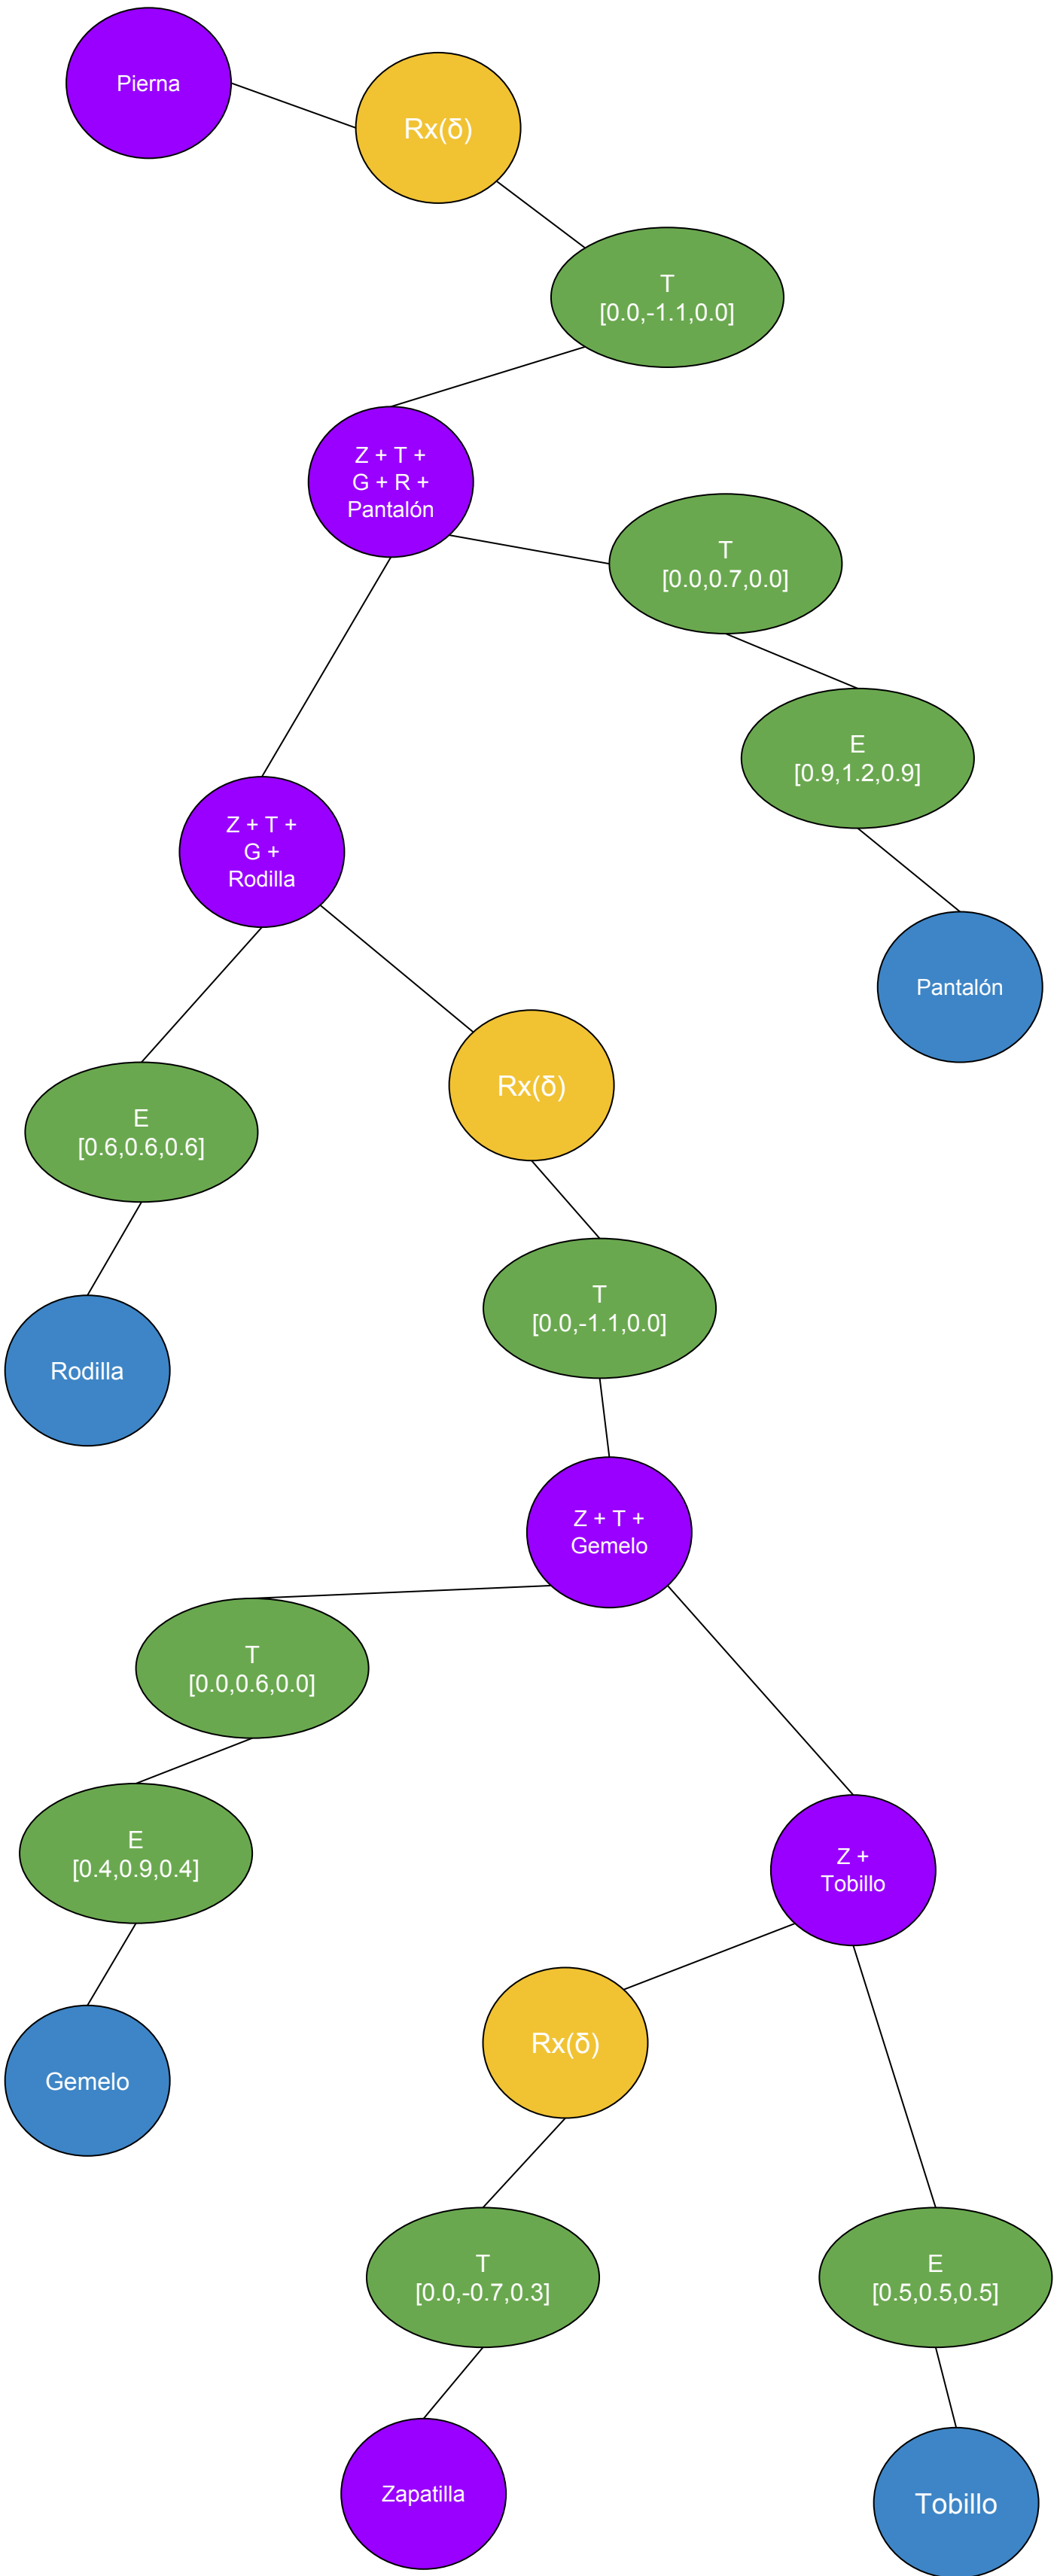 Pierna
Rx(δ)
T
[0.0,-1.1,0.0]
Z + T +
G + R +
Pantalón
T
[0.0,0.7,0.0]
E
[0.9,1.2,0.9]
Z + T +
G +
Rodilla
Pantalón
Rx(δ)
E
[0.6,0.6,0.6]
T
[0.0,-1.1,0.0]
Rodilla
Z + T +
Gemelo
T
[0.0,0.6,0.0]
E
[0.4,0.9,0.4]
Z +
Tobillo
Rx(δ)
Gemelo
T
[0.0,-0.7,0.3]
E
[0.5,0.5,0.5]
Zapatilla
Tobillo